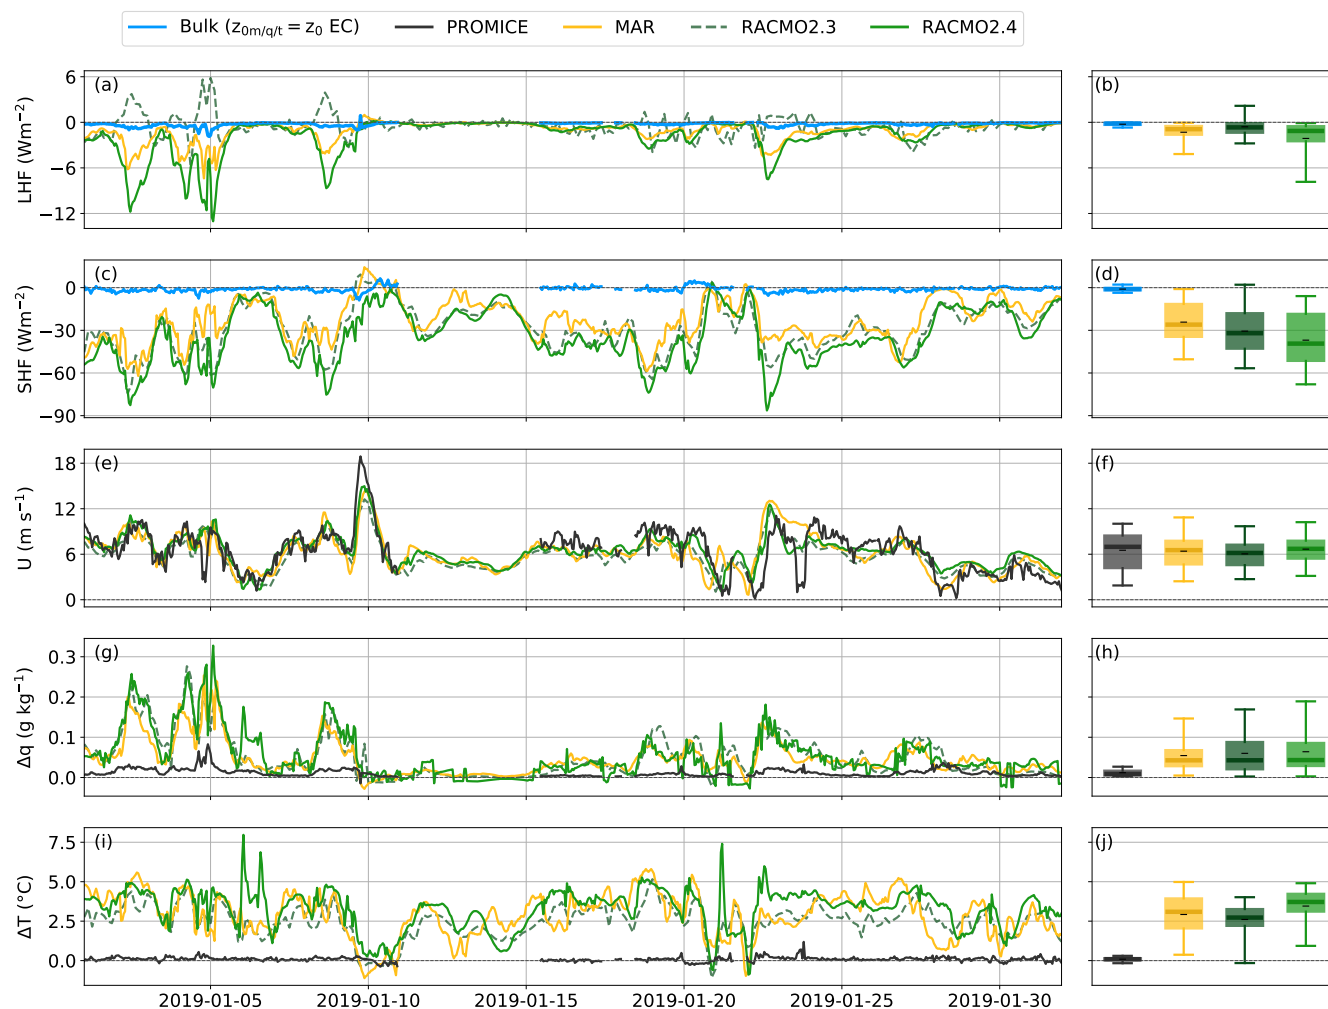 Bulk (z0m/q/t = z0 EC) PROMICE MAR RACMO2.3 RACMO2.4
(a) (b)
LHF (Wm−2)
6
0
−6
−12
(c) (d)
SHF (Wm−2)
0
−30
−60
−90
(e) (f)
U (m s−1)
18
12
6
0
(g) (h)
Δq (g kg−1)
0.3
0.2
0.1
0.0
(i) (j)
ΔT (°C)
7.5
5.0
2.5
0.0
2019-01-05 2019-01-10 2019-01-15 2019-01-20 2019-01-25 2019-01-30